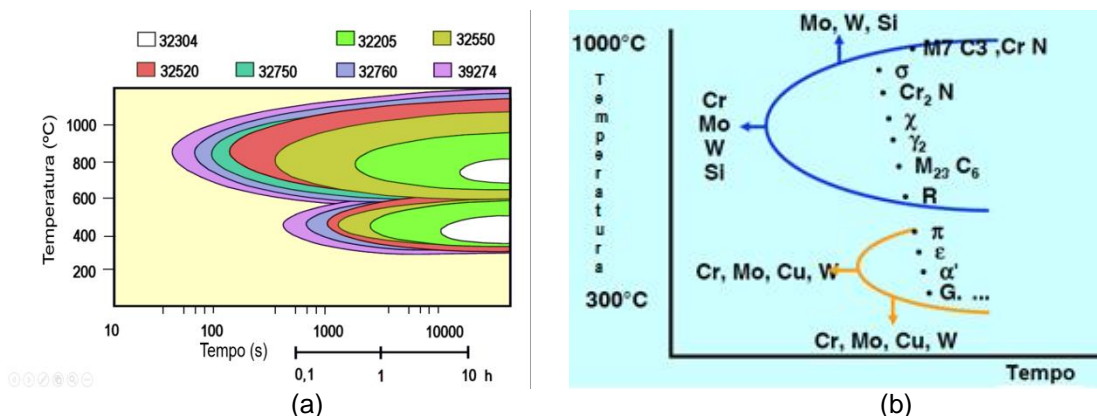 32304
32205
32550
32520
32750
32760
39274
Temperatura (ºC)
1000
800
600
400
200
10
100
1000
10000
Tempo (s)
0,1
1
10 h
(a)
Mo, W, Si
1000°C
Temperatura
M7 C3 ,Cr N
σ
Cr₂ N
χ
γ₂
M₂₃ C₆
R
Cr
Mo
W
Si
π
ε
α'
G. ...
Cr, Mo, Cu, W
300°C
Cr, Mo, Cu, W
Tempo
(b)